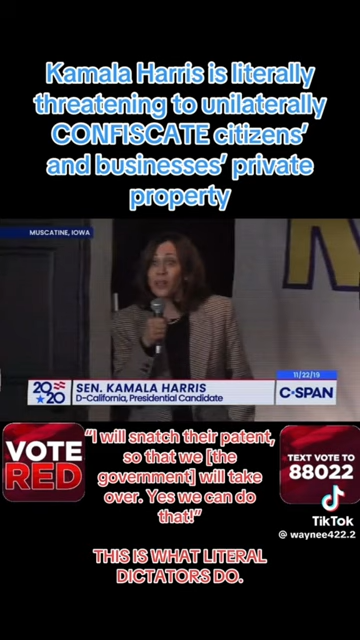 Kamala Harris is literally
threatening to unilaterally
CONFISCATE citizens’
and businesses’ private
property
MUSCATINE, IOWA
11/22/19
2020
SEN. KAMALA HARRIS
D-California, Presidential Candidate
C-SPAN
VOTE
RED
“I will snatch their patent,
so that we [the
government] will take
over. Yes we can do
that!”
TEXT VOTE TO
88022
THIS IS WHAT LITERAL
DICTATORS DO.
TikTok
@ waynee422.2